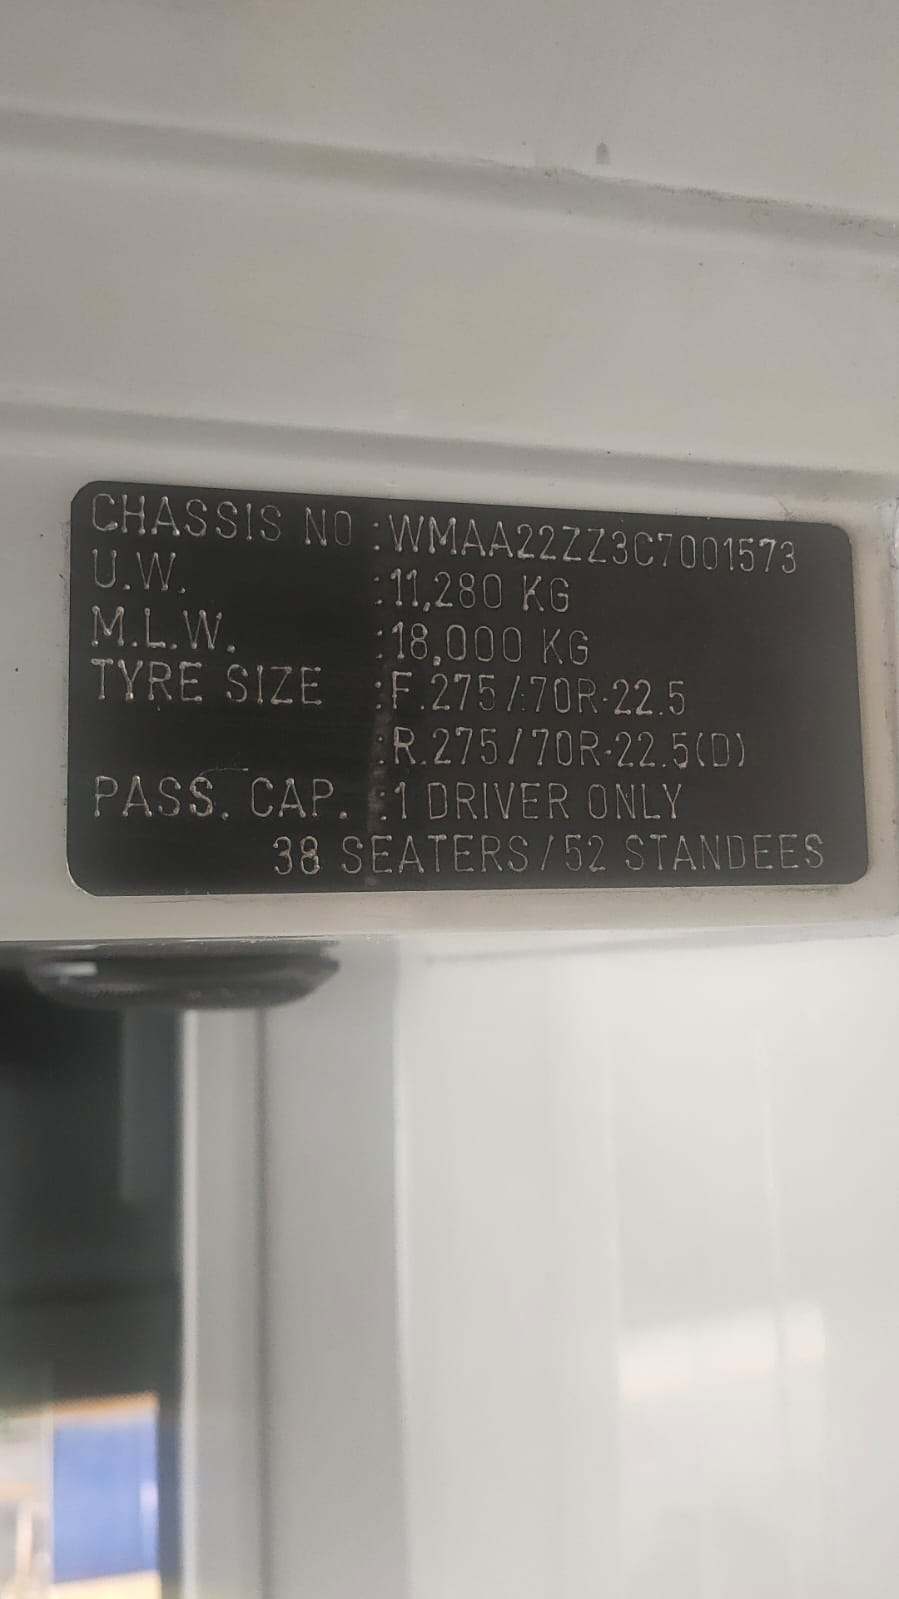 CHASSIS NO :WMAA22ZZ3C7001573
U.W. :11,280 KG
M.L.W. :18,000 KG
TYRE SIZE :F.275/70R-22.5
:R.275/70R-22.5(D)
PASS. CAP. :1 DRIVER ONLY
38 SEATERS/52 STANDEES